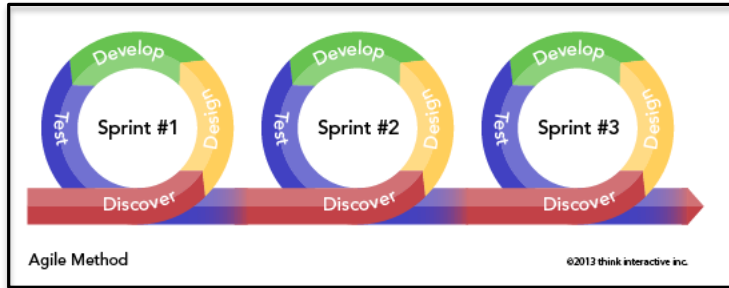 Develop
Test
Sprint #1
Design
Discover
Develop
Test
Sprint #2
Design
Discover
Develop
Test
Sprint #3
Design
Discover
Agile Method
©2013 think interactive inc.